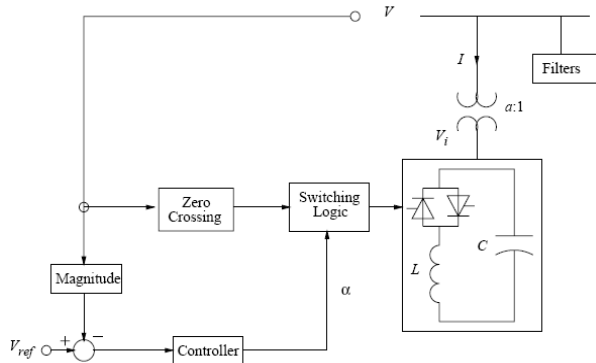 V
I
Filters
a:1
V_i
Zero
Crossing
Switching
Logic
L
C
Magnitude
α
V_ref
+
−
Controller